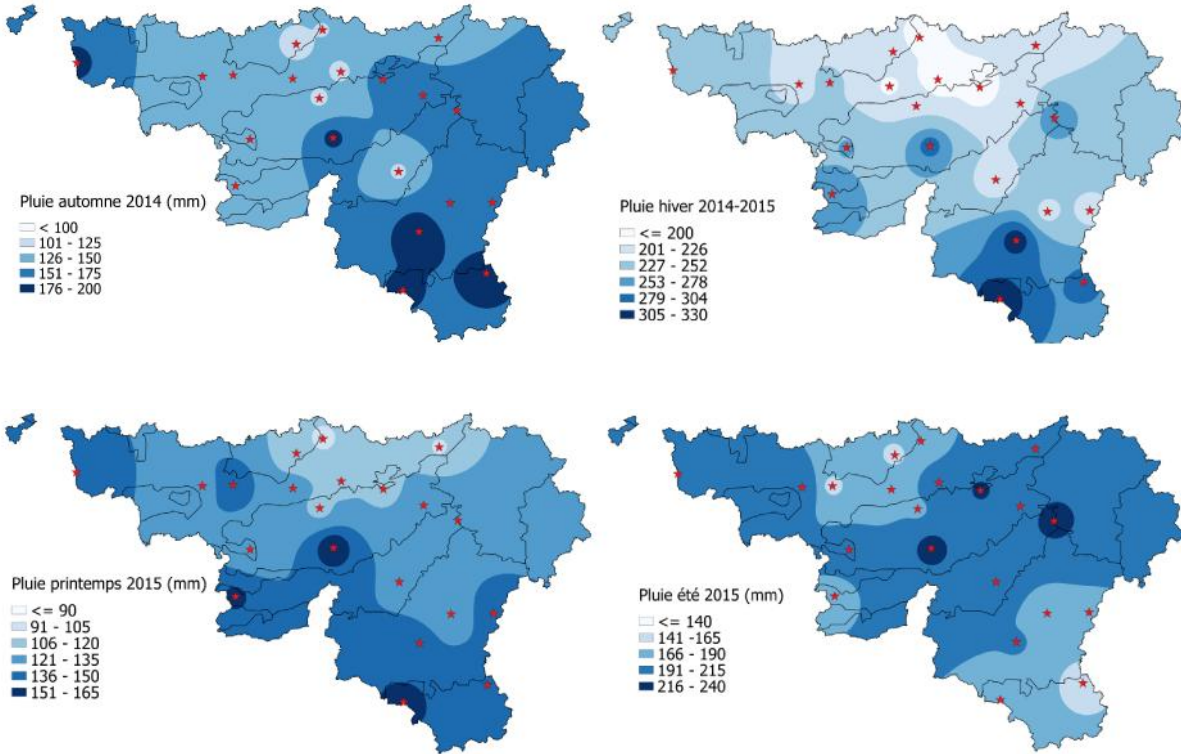 Pluie automne 2014 (mm)
< 100
101 - 125
126 - 150
151 - 175
176 - 200
Pluie hiver 2014-2015
<= 200
201 - 226
227 - 252
253 - 278
279 - 304
305 - 330
Pluie printemps 2015 (mm)
<= 90
91 - 105
106 - 120
121 - 135
136 - 150
151 - 165
Pluie été 2015 (mm)
<= 140
141 -165
166 - 190
191 - 215
216 - 240